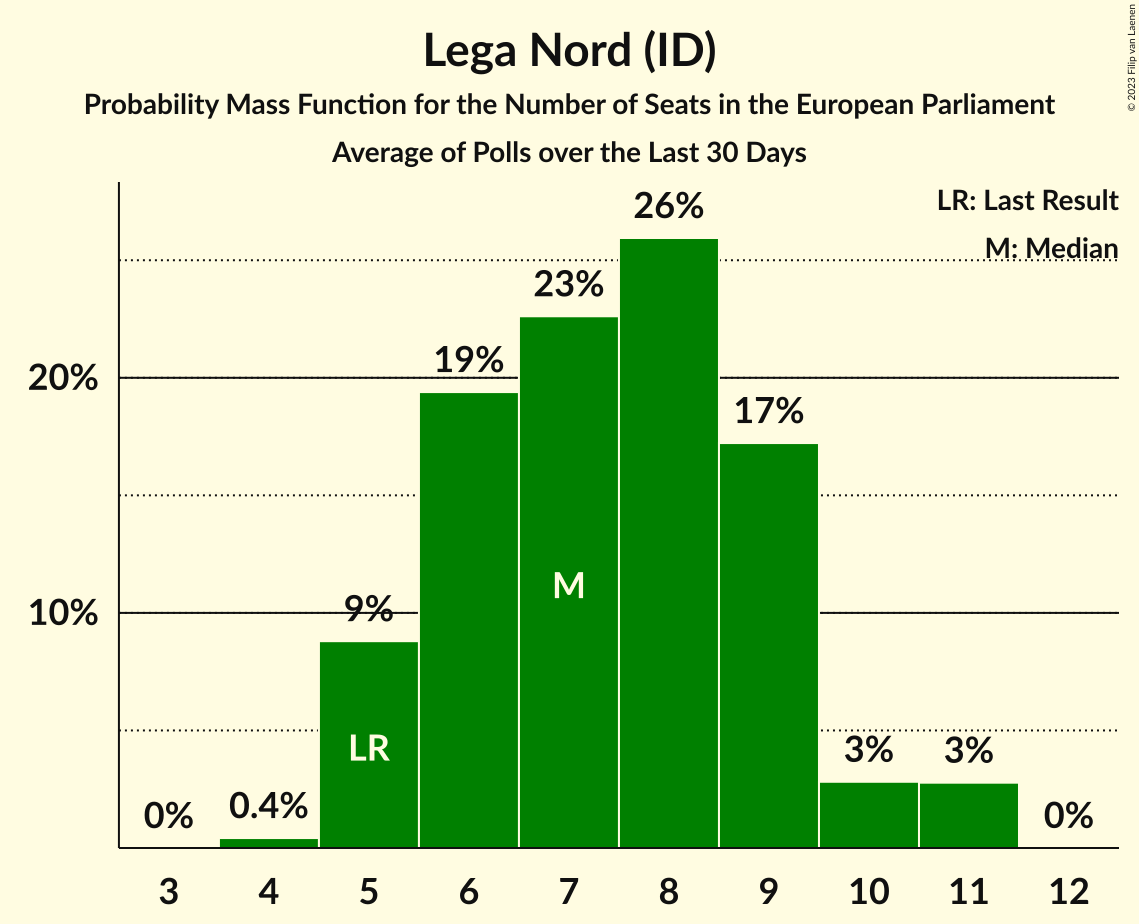 Lega Nord (ID)
Probability Mass Function for the Number of Seats in the European Parliament
Average of Polls over the Last 30 Days
© 2023 Filip van Laenen
LR: Last Result
M: Median
26%
23%
19%
17%
9%
3%
3%
0.4%
0%
0%
20%
10%
M
LR
3 4 5 6 7 8 9 10 11 12